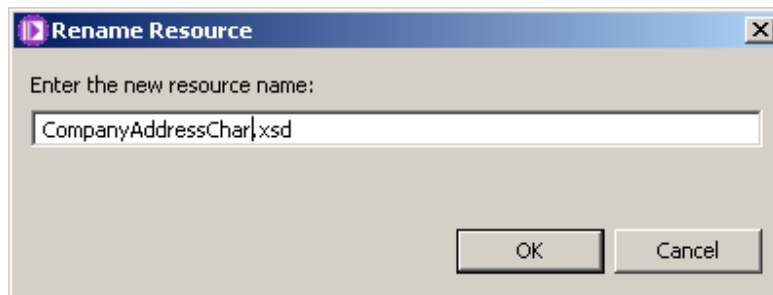 Rename Resource
Enter the new resource name:
CompanyAddressChar.xsd
OK
Cancel